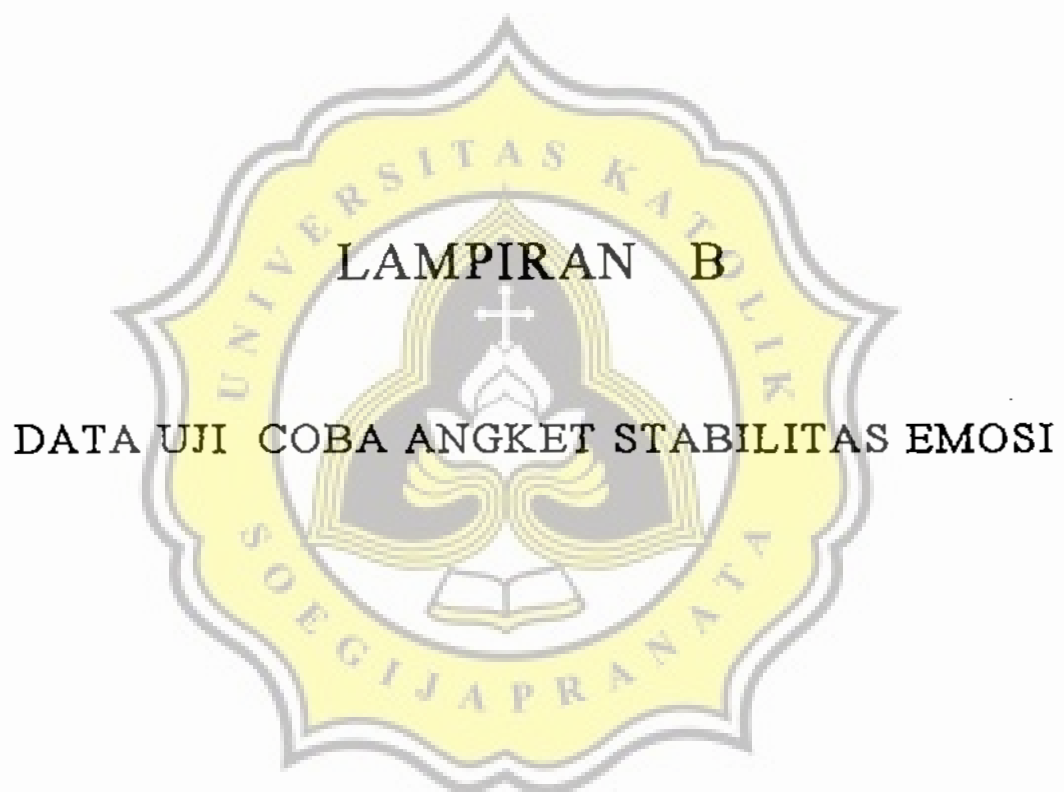 UNIVERSITAS KATOLIK
LAMPIRAN B
DATA UJI COBA ANGKET STABILITAS EMOSI
SOEGIJAPRANATA